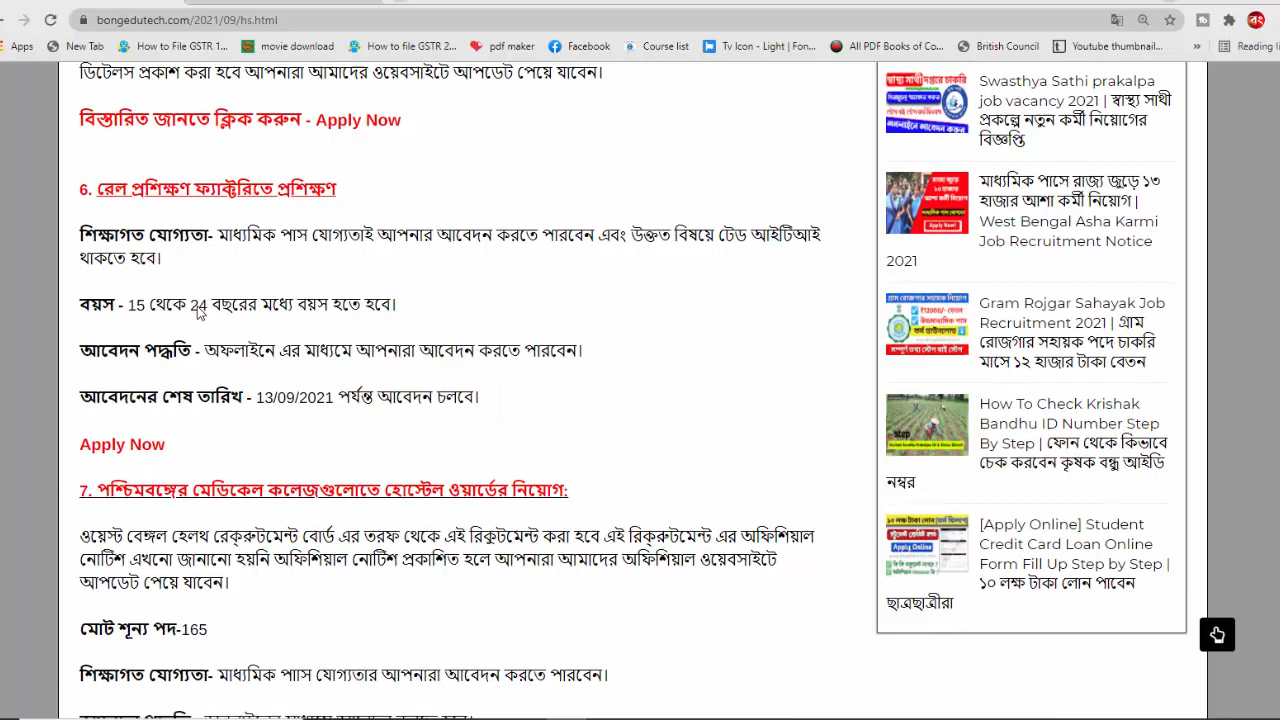 bongedutech.com/2021/09/hs.html
Apps New Tab How to File GSTR 1... movie download How to file GSTR 2... pdf maker Facebook Course list Tv Icon - Light | Fon... All PDF Books of Co... British Council Youtube thumbnail... » Reading li
ডিটেলস প্রকাশ করা হবে আপনারা আমাদের ওয়েবসাইটে আপডেট পেয়ে যাবেন।
বিস্তারিত জানতে ক্লিক করুন - Apply Now
6. রেল প্রশিক্ষণ ফ্যাক্টরিতে প্রশিক্ষণ
শিক্ষাগত যোগ্যতা- মাধ্যমিক পাস যোগ্যতাই আপনার আবেদন করতে পারবেন এবং উক্তত বিষয়ে টেড আইটিআই
থাকতে হবে।
বয়স - 15 থেকে 24 বছরের মধ্যে বয়স হতে হবে।
আবেদন পদ্ধতি - অফলাইনে এর মাধ্যমে আপনারা আবেদন করতে পারবেন।
আবেদনের শেষ তারিখ - 13/09/2021 পর্যন্ত আবেদন চলবে।
Apply Now
7. পশ্চিমবঙ্গের মেডিকেল কলেজগুলোতে হোস্টেল ওয়ার্ডের নিয়োগ:
ওয়েস্ট বেঙ্গল হেলথ রিক্রুটমেন্ট বোর্ড এর তরফ থেকে এই রিক্রুটমেন্ট করা হবে এই রিক্রুরুটমেন্ট এর অফিশিয়াল
নোটিশ এখনো জানানো হয়নি অফিশিয়াল নোটিশ প্রকাশিত হলে আপনারা আমাদের অফিশিয়াল ওয়েবসাইটে
আপডেট পেয়ে যাবেন।
মোট শূন্য পদ-165
শিক্ষাগত যোগ্যতা- মাধ্যমিক পাাস যোগ্যতার আপনারা আবেদন করতে পারবেন।
Swasthya Sathi prakalpa
job vacancy 2021 | স্বাস্থ্য সাথী
প্রকল্পে নতুন কর্মী নিয়োগের
বিজ্ঞপ্তি
মাধ্যমিক পাসে রাজ্য জুড়ে ১৩
হাজার আশা কর্মী নিয়োগ |
West Bengal Asha Karmi
Job Recruitment Notice
2021
Apply Now!
Gram Rojgar Sahayak Job
Recruitment 2021 | গ্রাম
রোজগার সহায়ক পদে চাকরি
মাসে ১২ হাজার টাকা বেতন
How To Check Krishak
Bandhu ID Number Step
By Step | ফোন থেকে কিভাবে
চেক করবেন কৃষক বন্ধু আইডি
নম্বর
[Apply Online] Student
Credit Card Loan Online
Form Fill Up Step by Step |
১০ লক্ষ টাকা লোন পাবেন
ছাত্রছাত্রীরা
Apply Online